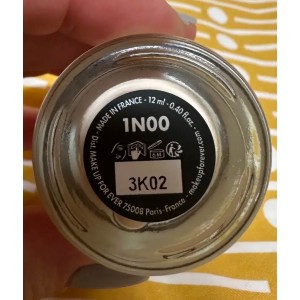 MADE IN FRANCE - 12 ml - 0.40 fl.oz. - makeupforever.com
Dist. MAKE UP FOR EVER 75008 Paris-France -
1N00
3K02